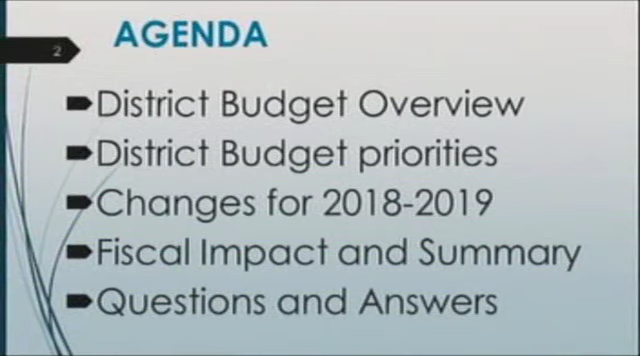 AGENDA
2
District Budget Overview
District Budget priorities
Changes for 2018-2019
Fiscal Impact and Summary
Questions and Answers